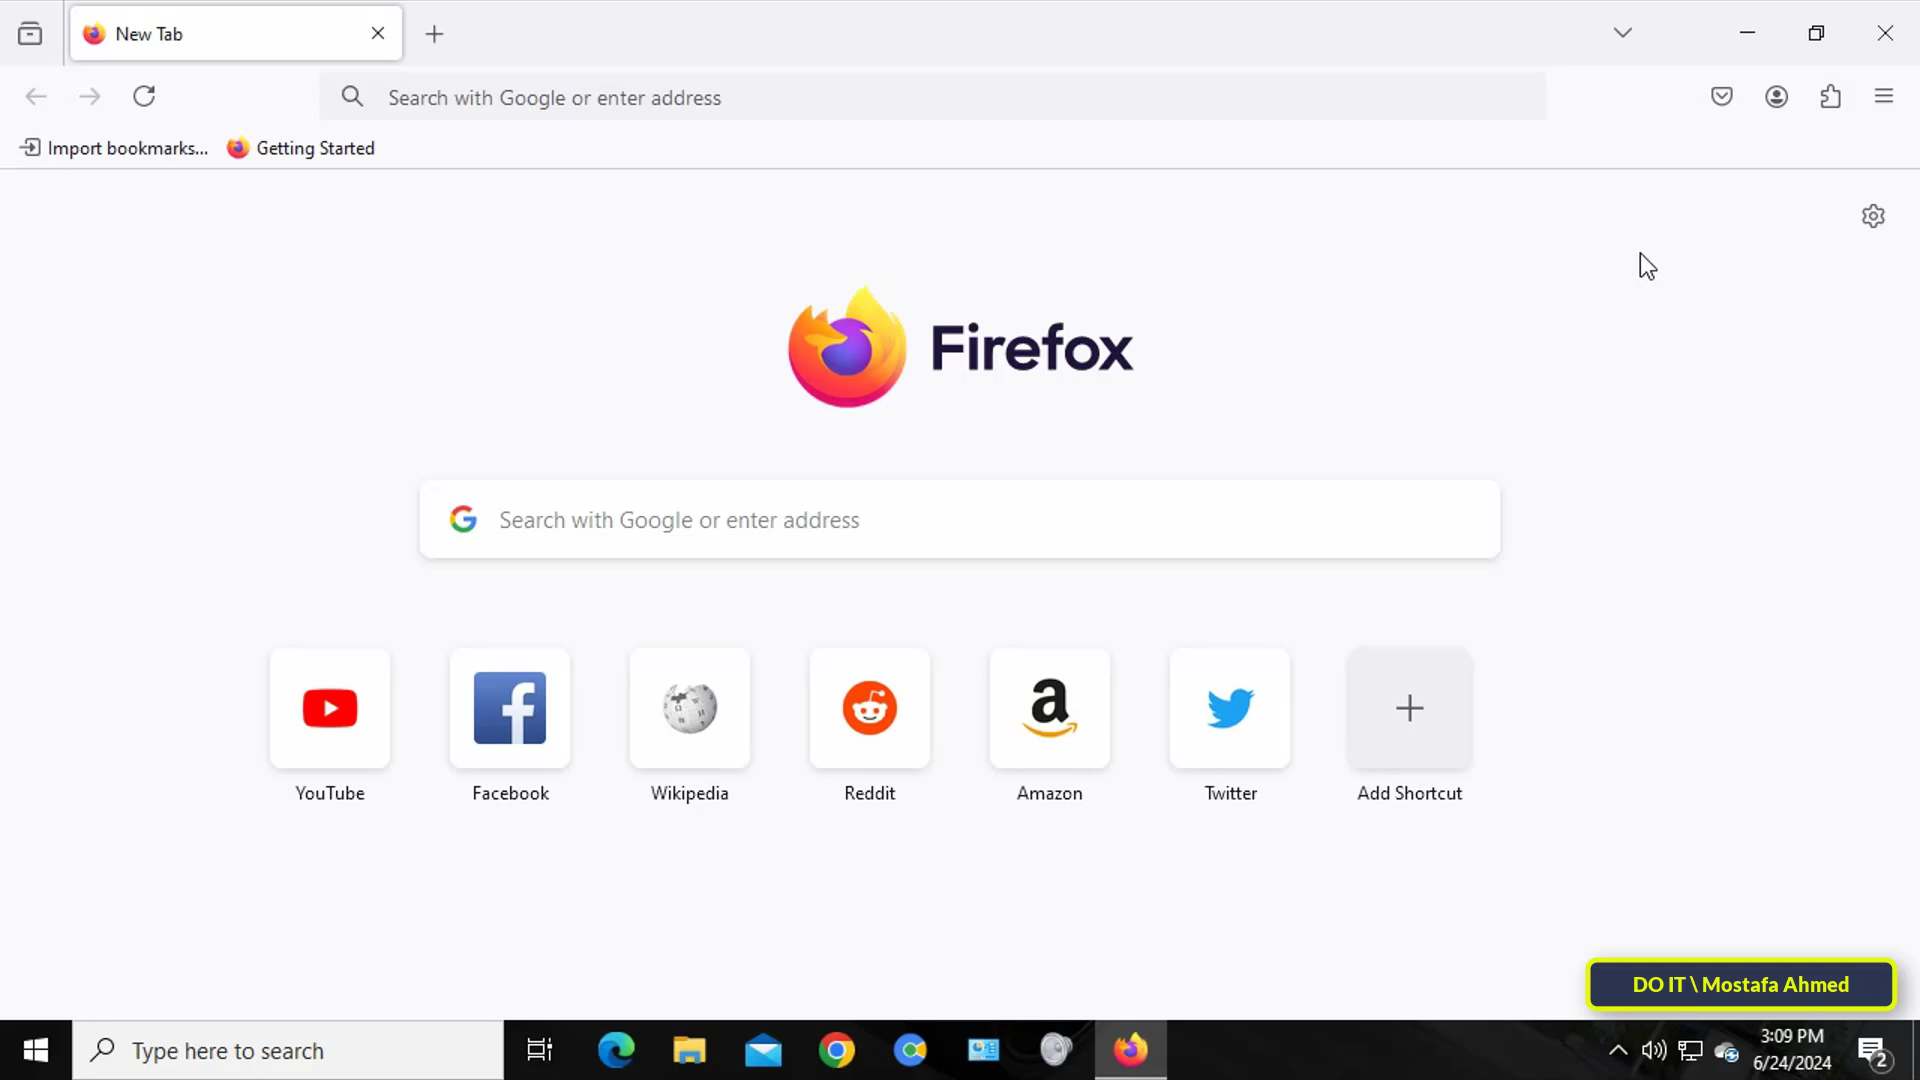 New Tab
Search with Google or enter address
Import bookmarks... Getting Started
Firefox
Search with Google or enter address
YouTube Facebook Wikipedia Reddit Amazon Twitter Add Shortcut
DO IT \ Mostafa Ahmed
Type here to search
3:09 PM
6/24/2024
2